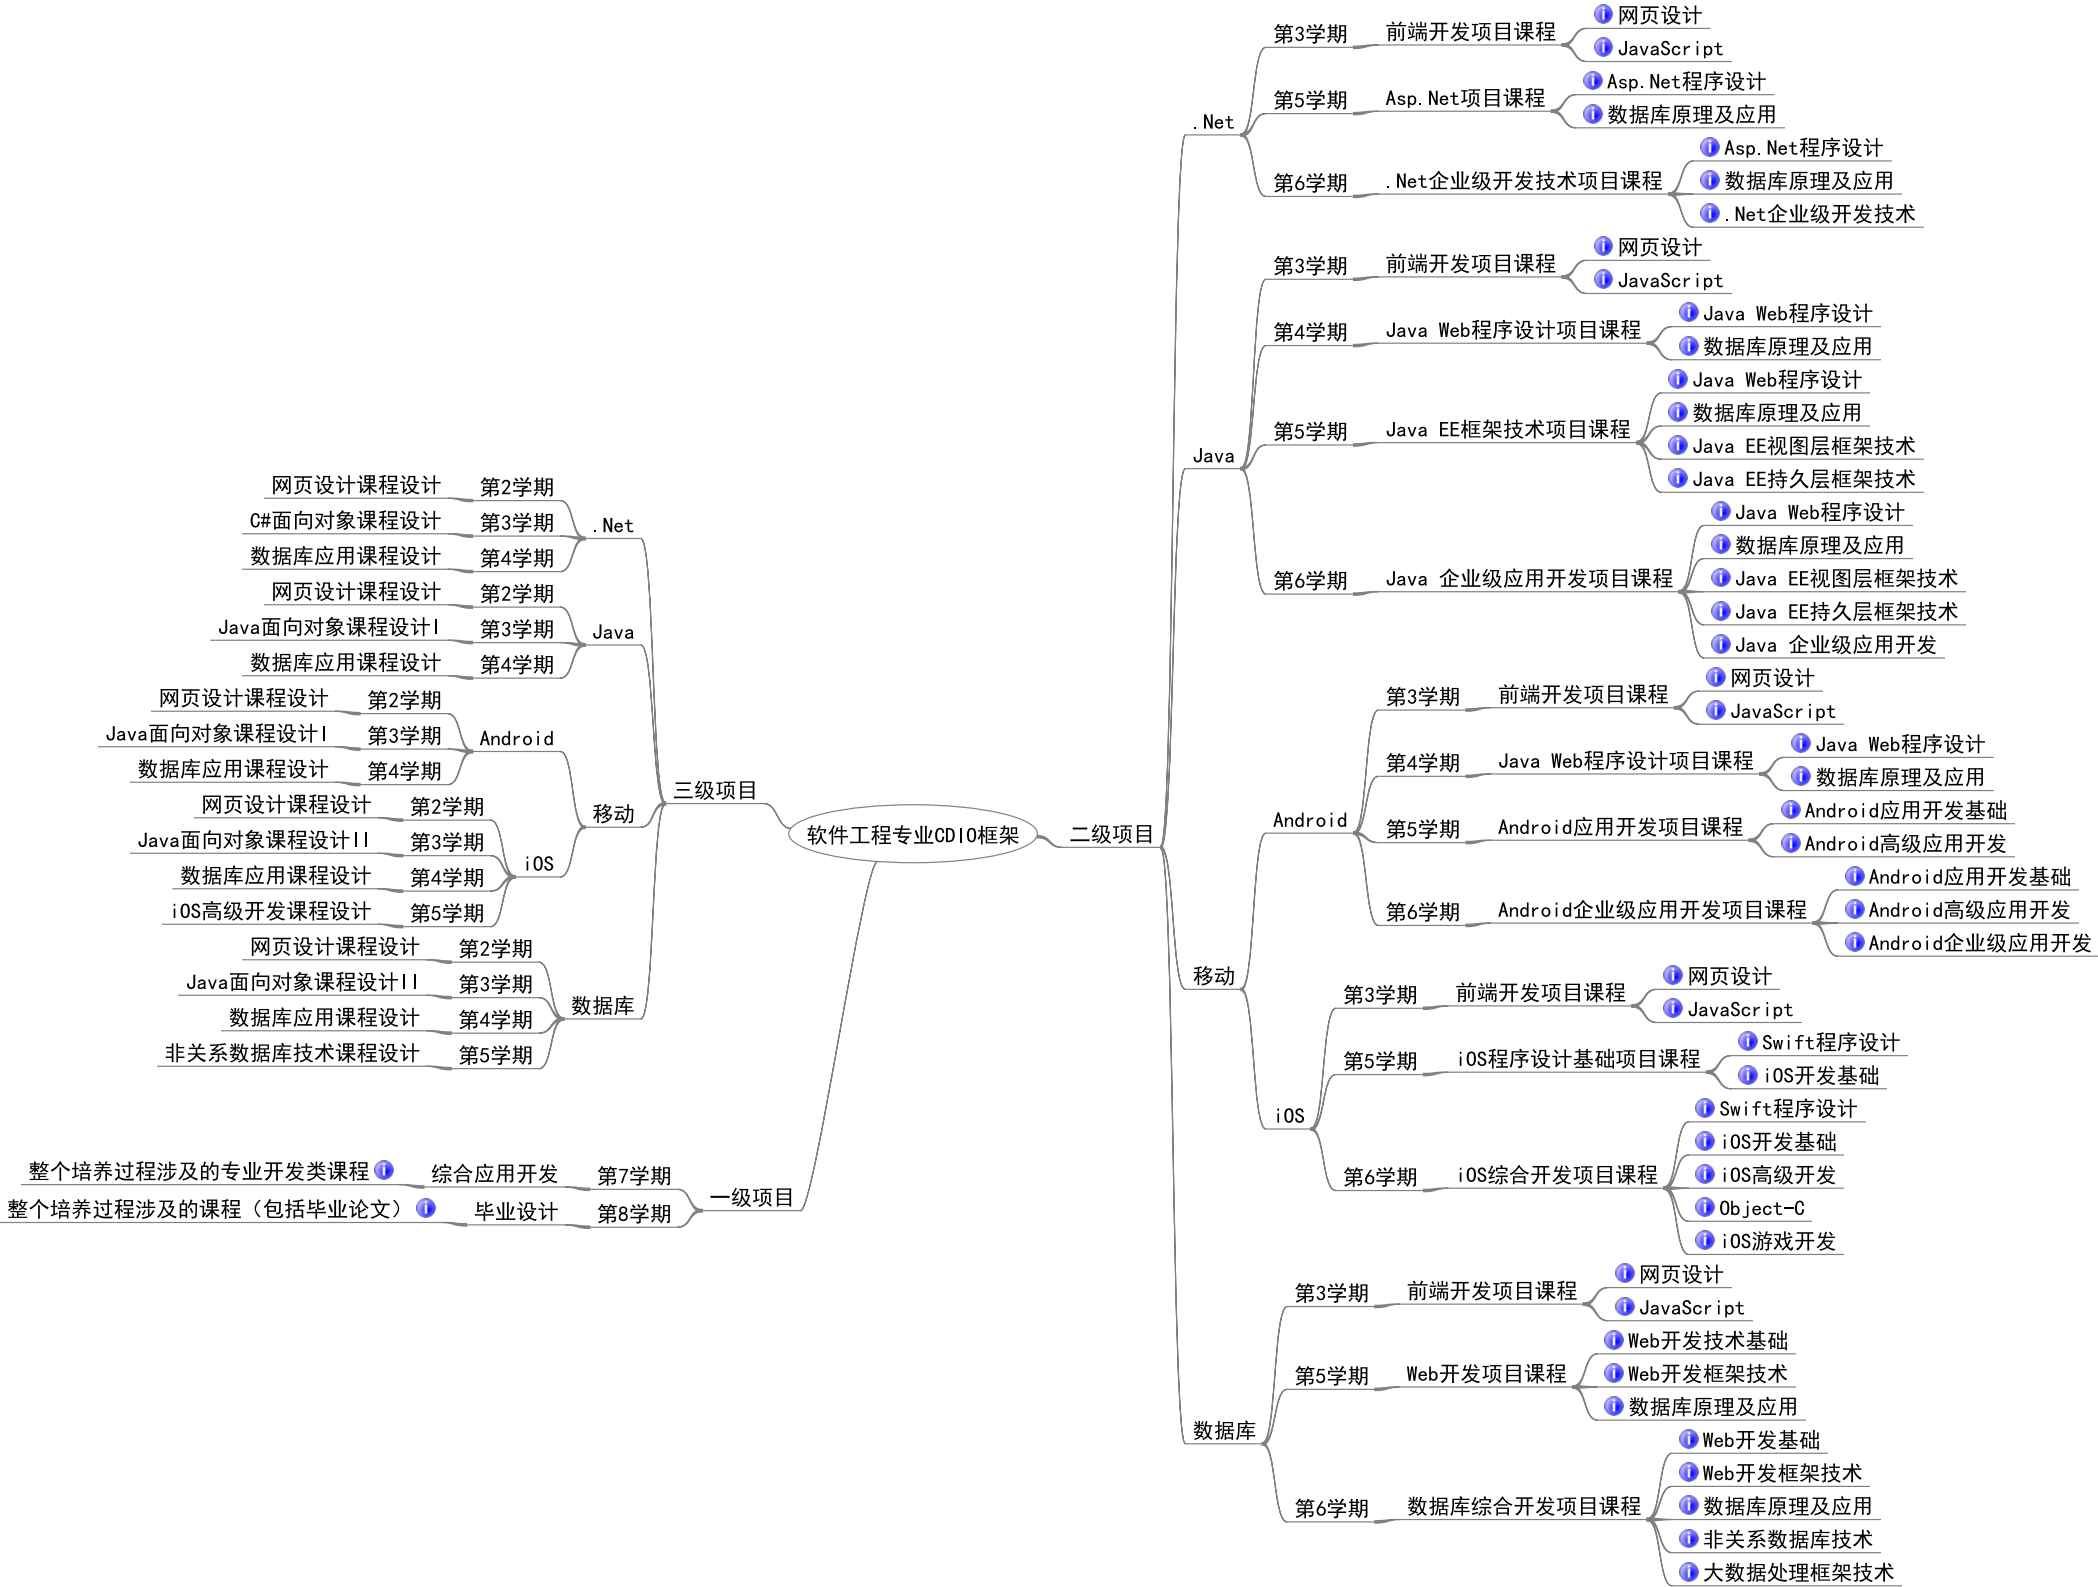 软件工程专业CDIO框架
二级项目
.Net
第3学期
前端开发项目课程
网页设计
JavaScript
第5学期
Asp.Net项目课程
Asp.Net程序设计
数据库原理及应用
第6学期
.Net企业级开发技术项目课程
Asp.Net程序设计
数据库原理及应用
.Net企业级开发技术
Java
第3学期
前端开发项目课程
网页设计
JavaScript
第4学期
Java Web程序设计项目课程
Java Web程序设计
数据库原理及应用
第5学期
Java EE框架技术项目课程
Java Web程序设计
数据库原理及应用
Java EE视图层框架技术
Java EE持久层框架技术
第6学期
Java 企业级应用开发项目课程
Java Web程序设计
数据库原理及应用
Java EE视图层框架技术
Java EE持久层框架技术
Java 企业级应用开发
移动
Android
第3学期
前端开发项目课程
网页设计
JavaScript
第4学期
Java Web程序设计项目课程
Java Web程序设计
数据库原理及应用
第5学期
Android应用开发项目课程
Android应用开发基础
Android高级应用开发
第6学期
Android企业级应用开发项目课程
Android应用开发基础
Android高级应用开发
Android企业级应用开发
iOS
第3学期
前端开发项目课程
网页设计
JavaScript
第5学期
iOS程序设计基础项目课程
Swift程序设计
iOS开发基础
第6学期
iOS综合开发项目课程
Swift程序设计
iOS开发基础
iOS高级开发
Object-C
iOS游戏开发
数据库
第3学期
前端开发项目课程
网页设计
JavaScript
第5学期
Web开发项目课程
Web开发技术基础
Web开发框架技术
数据库原理及应用
第6学期
数据库综合开发项目课程
Web开发基础
Web开发框架技术
数据库原理及应用
非关系数据库技术
大数据处理框架技术
三级项目
.Net
第2学期
网页设计课程设计
第3学期
C#面向对象课程设计
第4学期
数据库应用课程设计
Java
第2学期
网页设计课程设计
第3学期
Java面向对象课程设计I
第4学期
数据库应用课程设计
移动
Android
第2学期
网页设计课程设计
第3学期
Java面向对象课程设计I
第4学期
数据库应用课程设计
iOS
第2学期
网页设计课程设计
第3学期
Java面向对象课程设计II
第4学期
数据库应用课程设计
第5学期
iOS高级开发课程设计
数据库
第2学期
网页设计课程设计
第3学期
Java面向对象课程设计II
第4学期
数据库应用课程设计
第5学期
非关系数据库技术课程设计
一级项目
第7学期
综合应用开发
整个培养过程涉及的专业开发类课程
第8学期
毕业设计
整个培养过程涉及的课程（包括毕业论文）